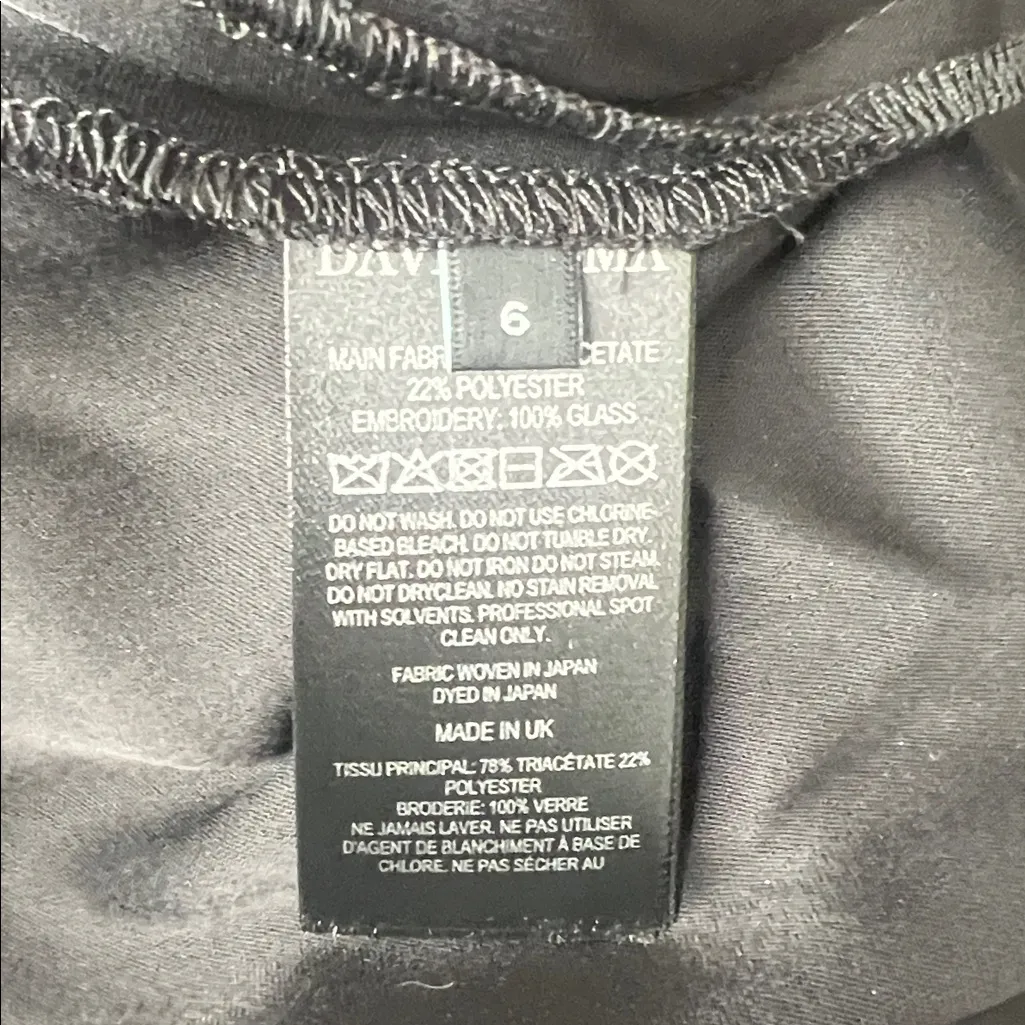 6
MAIN FABR CETATE
22% POLYESTER
EMBROIDERY: 100% GLASS
DO NOT WASH. DO NOT USE CHLORINE-
BASED BLEACH. DO NOT TUMBLE DRY.
DRY FLAT. DO NOT IRON DO NOT STEAM.
DO NOT DRYCLEAN. NO STAIN REMOVAL
WITH SOLVENTS. PROFESSIONAL SPOT
CLEAN ONLY.
FABRIC WOVEN IN JAPAN
DYED IN JAPAN
MADE IN UK
TISSU PRINCIPAL: 78% TRIACÉTATE 22%
POLYESTER
BRODERIE: 100% VERRE
NE JAMAIS LAVER. NE PAS UTILISER
D'AGENT DE BLANCHIMENT À BASE DE
CHLORE. NE PAS SÉCHER AU